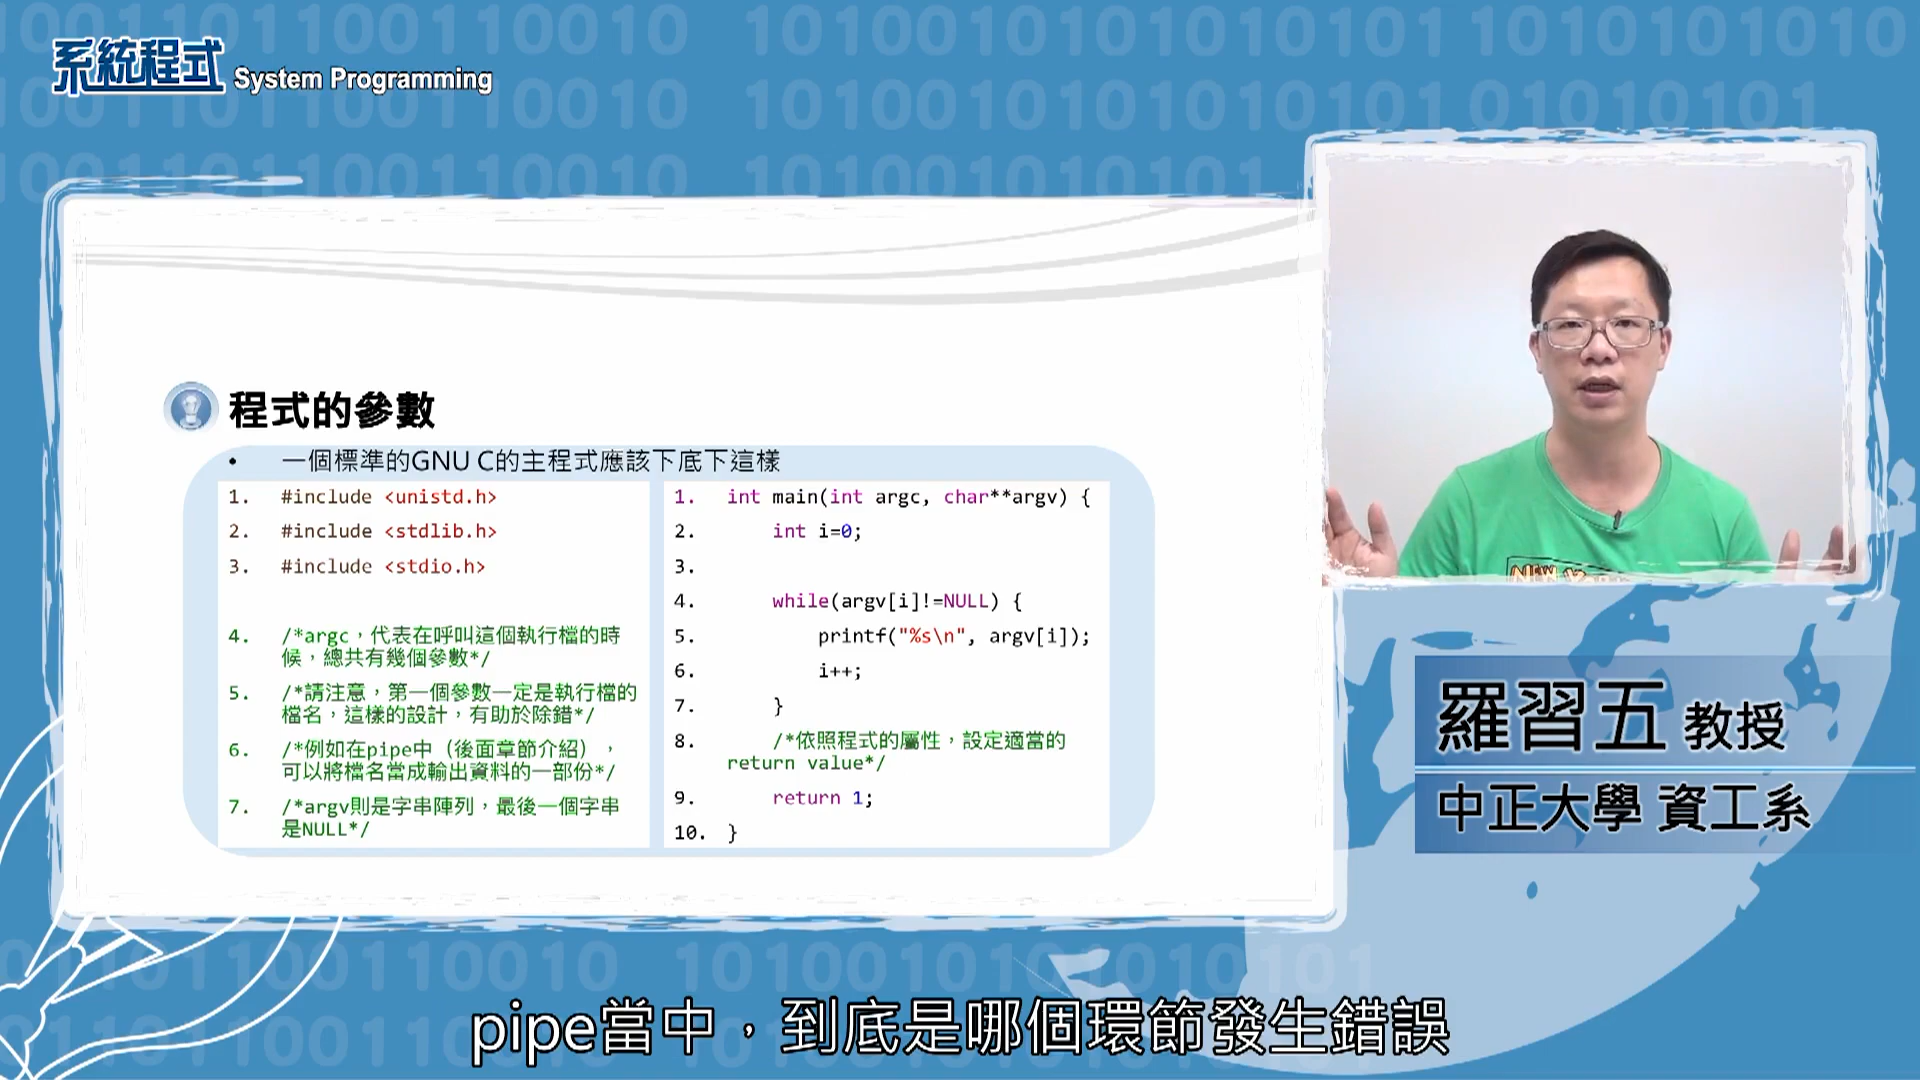 系統程式 System Programming
程式的參數
• 一個標準的GNU C的主程式應該下底下這樣
1. #include <unistd.h>
2. #include <stdlib.h>
3. #include <stdio.h>
4. /*argc，代表在呼叫這個執行檔的時
候，總共有幾個參數*/
5. /*請注意，第一個參數一定是執行檔的
檔名，這樣的設計，有助於除錯*/
6. /*例如在pipe中（後面章節介紹），
可以將檔名當成輸出資料的一部份*/
7. /*argv則是字串陣列，最後一個字串
是NULL*/
1. int main(int argc, char**argv) {
2. int i=0;
3.
4. while(argv[i]!=NULL) {
5. printf("%s\n", argv[i]);
6. i++;
7. }
8. /*依照程式的屬性，設定適當的
return value*/
9. return 1;
10. }
羅習五 教授
中正大學 資工系
pipe當中，到底是哪個環節發生錯誤